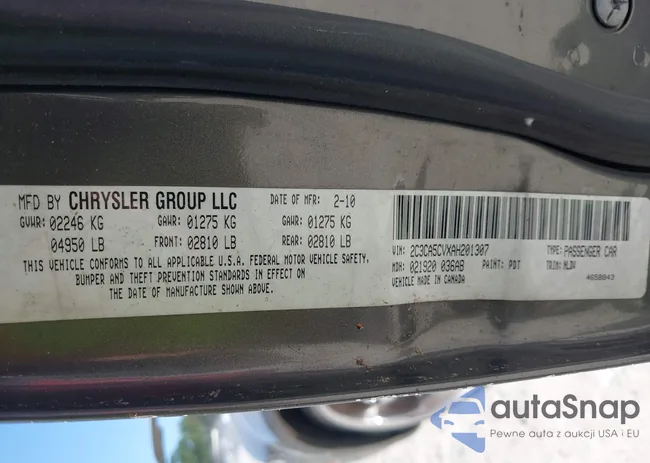 MFD BY CHRYSLER GROUP LLC DATE OF MFR: 2-10
GVWR: 02246 KG GAWR: 01275 KG GAWR: 01275 KG
04950 LB FRONT: 02810 LB REAR: 02810 LB
THIS VEHICLE CONFORMS TO ALL APPLICABLE U.S.A. FEDERAL MOTOR VEHICLE SAFETY,
BUMPER AND THEFT PREVENTION STANDARDS IN EFFECT ON
THE DATE OF MANUFACTURE SHOWN ABOVE.
VIN: 2C3CA5CVXAH201307 TYPE: PASSENGER CAR
MDH: 021920 036AB PAINT: PDT TRIM: MLDV
VEHICLE MADE IN CANADA 4658843
autaSnap
Pewne auta z aukcji USA i EU